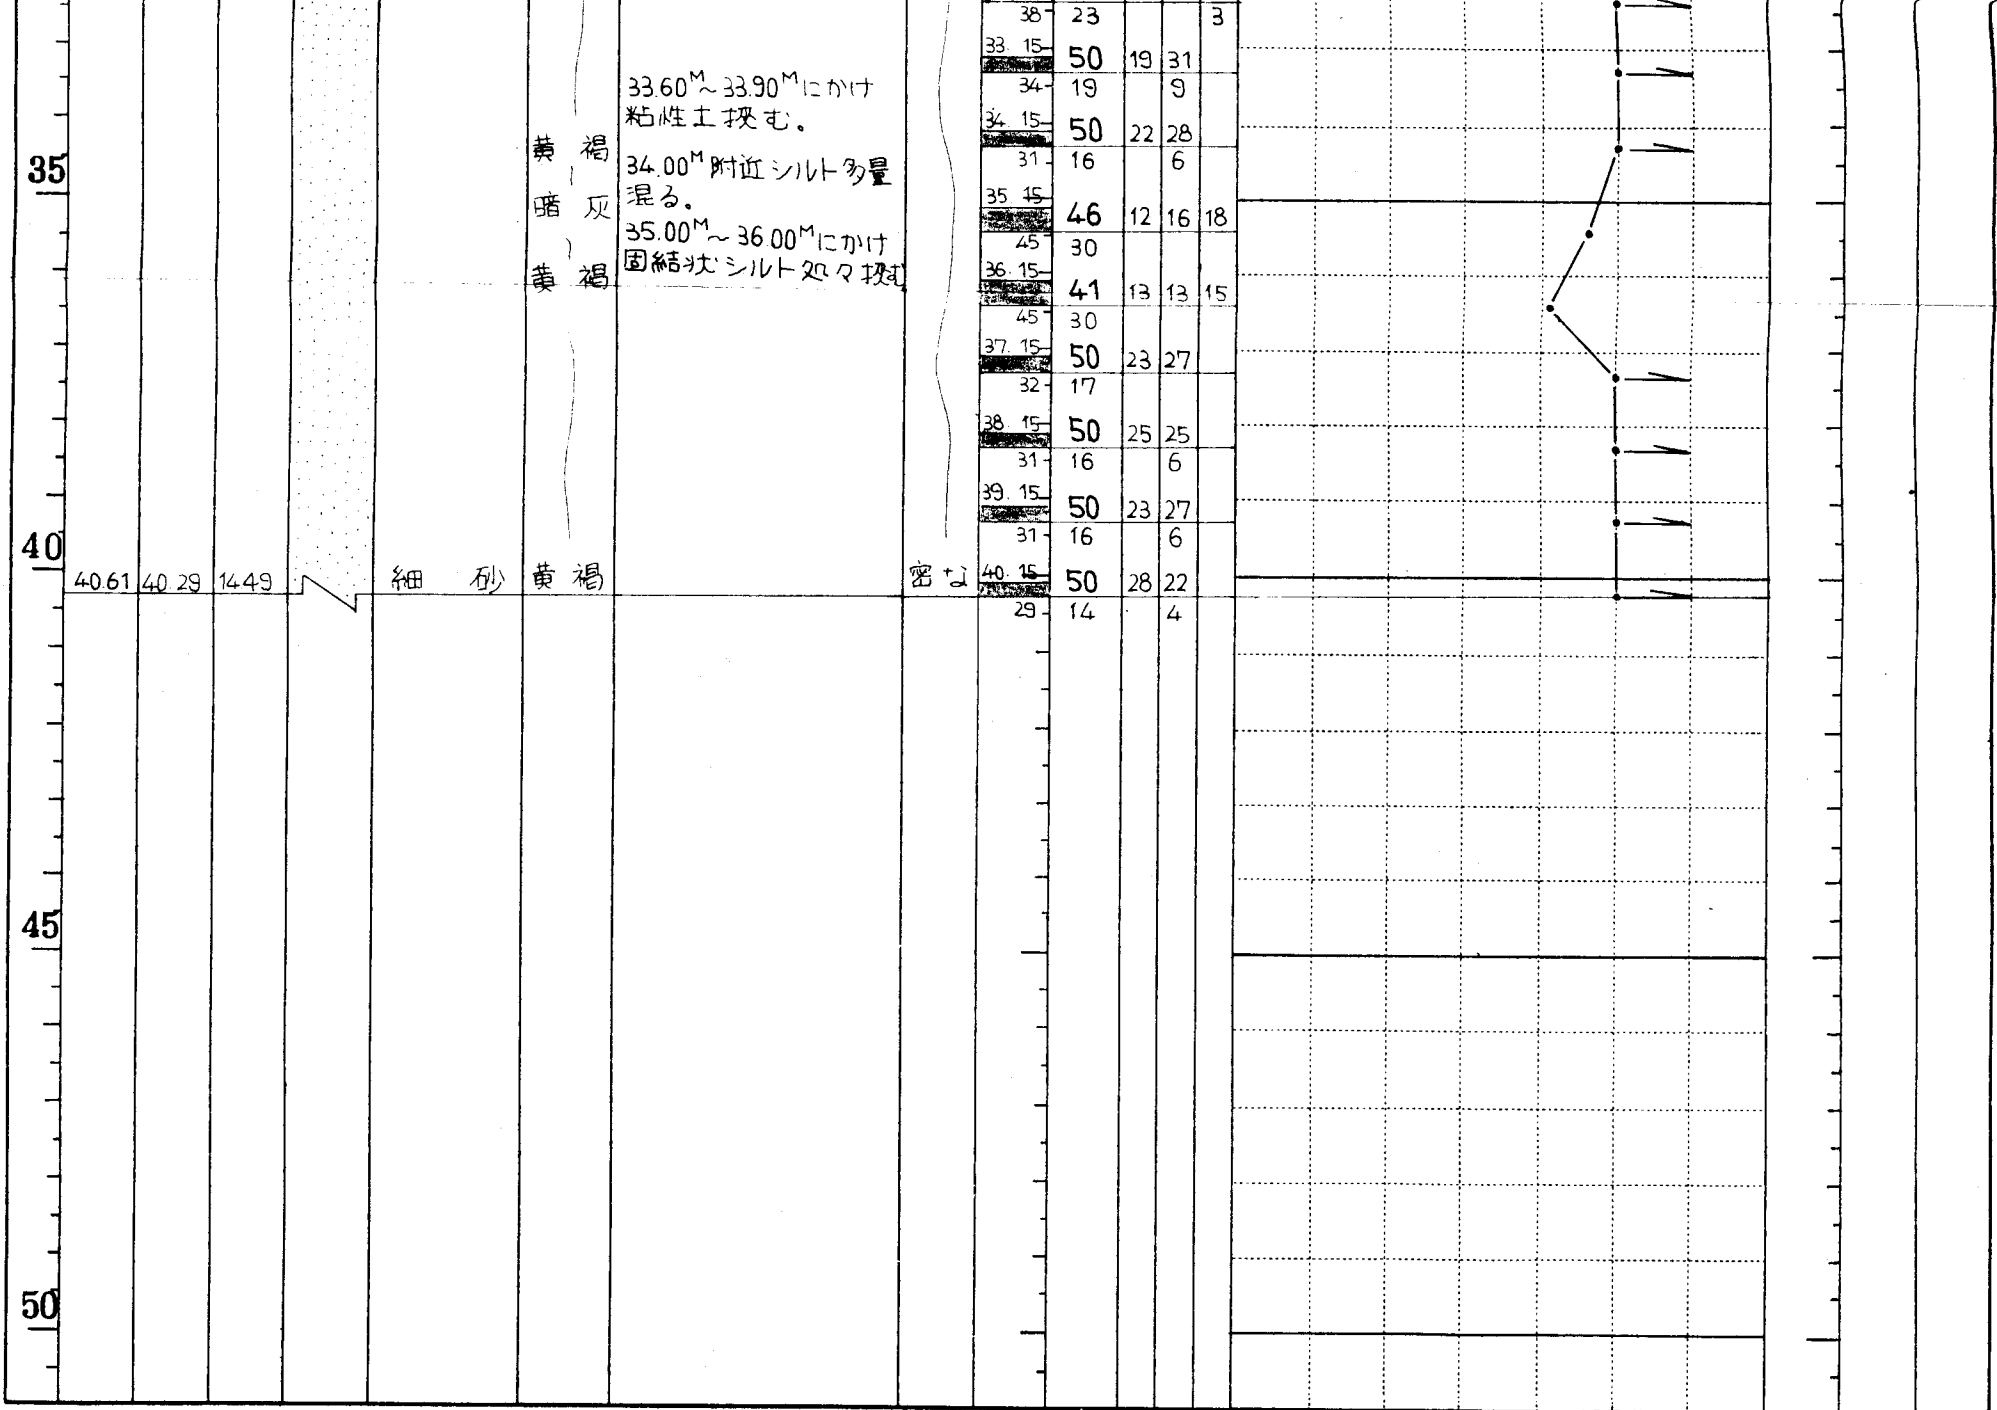 38 23 3
33.15 50 19 31
34 19 9
34.15 50 22 28
31 16 6
35 15 46 12 16 18
45 30
36.15 41 13 13 15
45 30
37.15 50 23 27
32 17
38.15 50 25 25
31 16 6
39.15 50 23 27
31 16 6
40.15 50 28 22
29 14 4
33.60M~33.90Mにかけ
粘性土挾む。
34.00M附近シルト多量
混る。
35.00M~36.00Mにかけ
固結状シルト処々挾む
黄褐
暗灰
黄褐
35
40
40.61 40.29 14.49 細砂 黄褐 密な
45
50